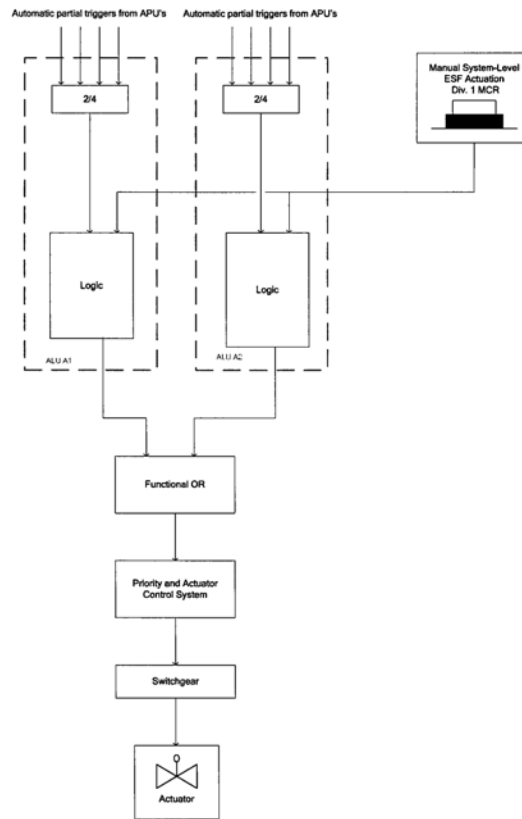 Automatic partial triggers from APU's
Automatic partial triggers from APU's
Manual System-Level
ESF Actuation
Div. 1 MCR
2/4
2/4
Logic
Logic
ALU A1
ALU A2
Functional OR
Priority and Actuator
Control System
Switchgear
Actuator